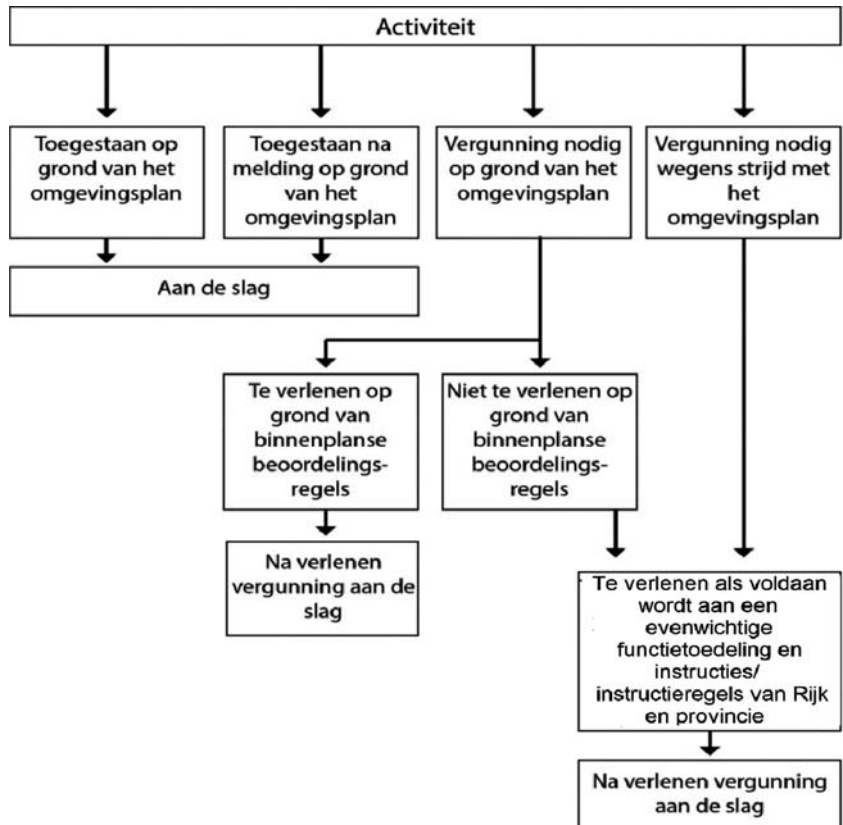 Activiteit
Toegestaan op
grond van het
omgevingsplan
Toegestaan na
melding op grond
van het
omgevingsplan
Vergunning nodig
op grond van het
omgevingsplan
Vergunning nodig
wegens strijd met
het
omgevingsplan
Aan de slag
Te verlenen op
grond van
binnenplanse
beoordelings-
regels
Niet te verlenen op
grond van
binnenplanse
beoordelings-
regels
Na verlenen
vergunning aan de
slag
Te verlenen als voldaan
wordt aan een
evenwichtige
functietoedeling en
instructies/
instructieregels van Rijk
en provincie
Na verlenen vergunning
aan de slag